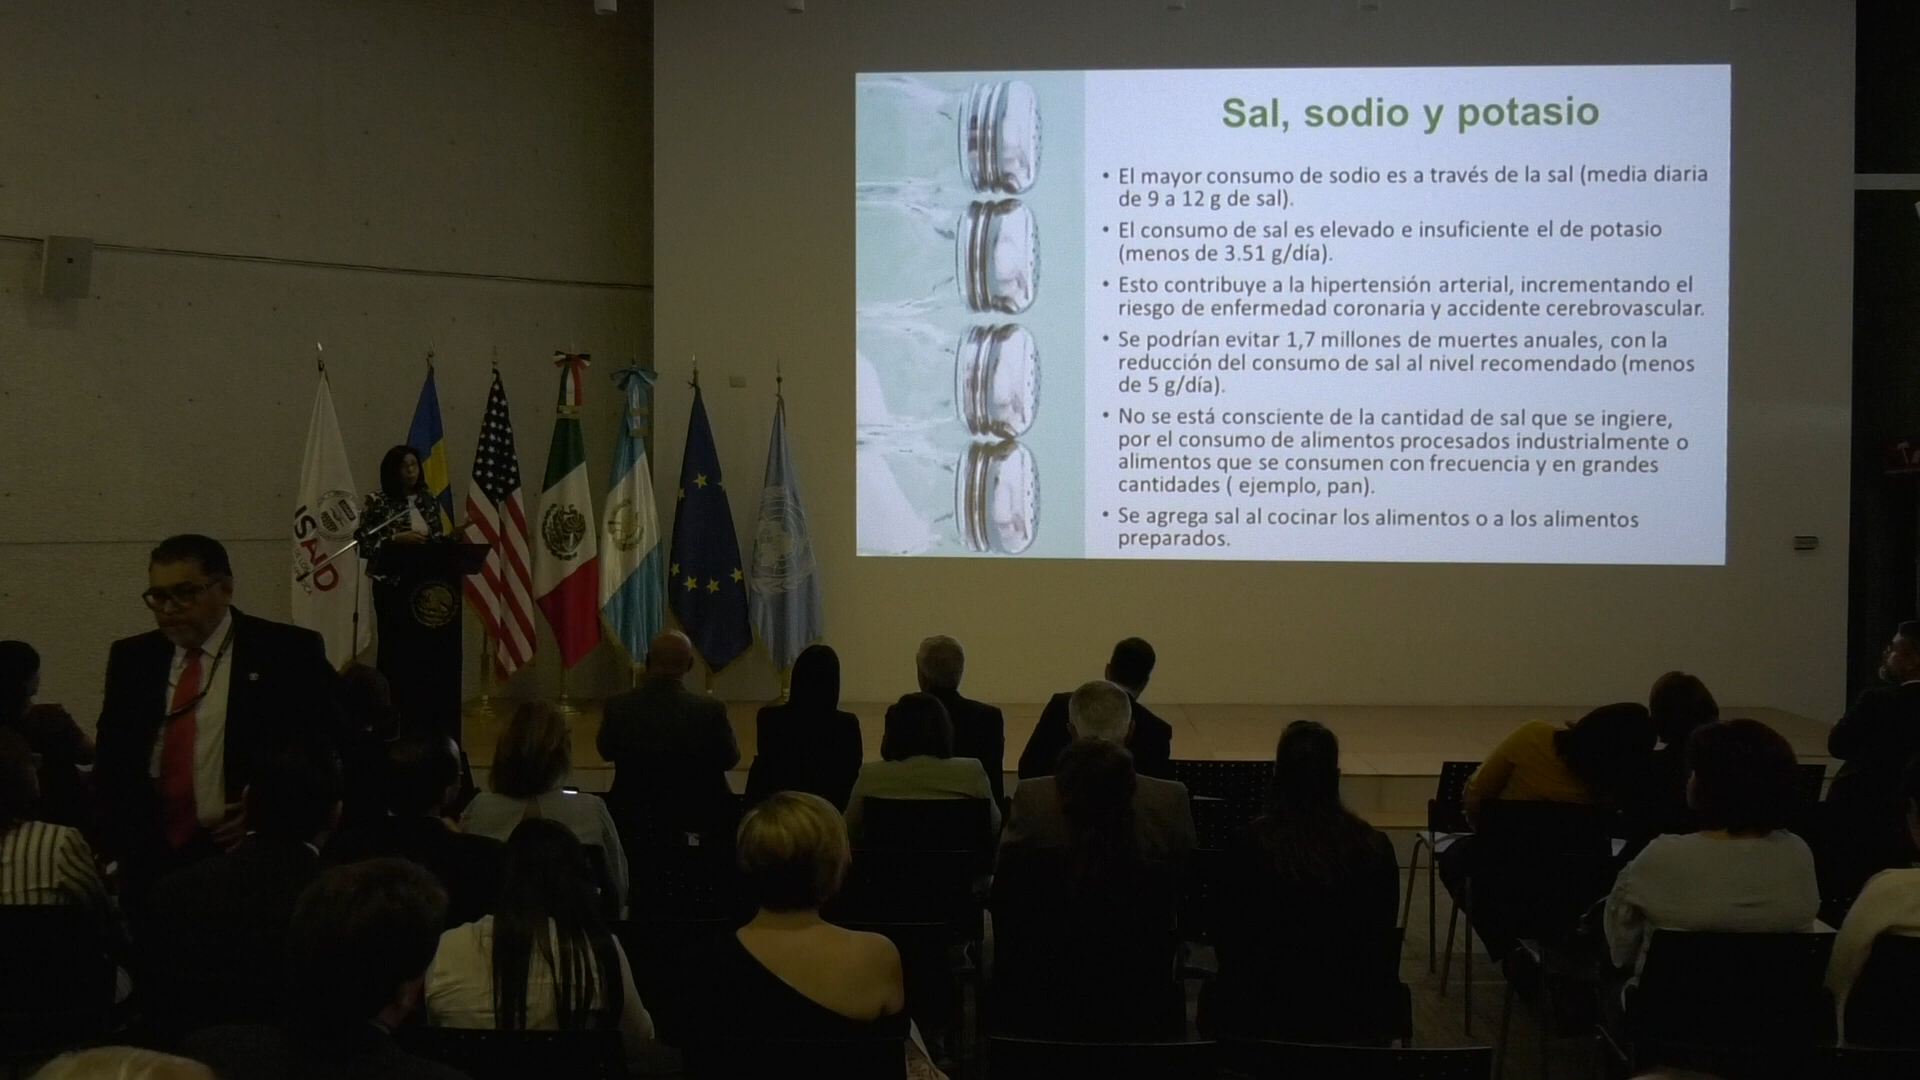 Sal, sodio y potasio
• El mayor consumo de sodio es a través de la sal (media diaria
de 9 a 12 g de sal).
• El consumo de sal es elevado e insuficiente el de potasio
(menos de 3.51 g/día).
• Esto contribuye a la hipertensión arterial, incrementando el
riesgo de enfermedad coronaria y accidente cerebrovascular.
• Se podrían evitar 1,7 millones de muertes anuales, con la
reducción del consumo de sal al nivel recomendado (menos
de 5 g/día).
• No se está consciente de la cantidad de sal que se ingiere,
por el consumo de alimentos procesados industrialmente o
alimentos que se consumen con frecuencia y en grandes
cantidades ( ejemplo, pan).
• Se agrega sal al cocinar los alimentos o a los alimentos
preparados.
USAID